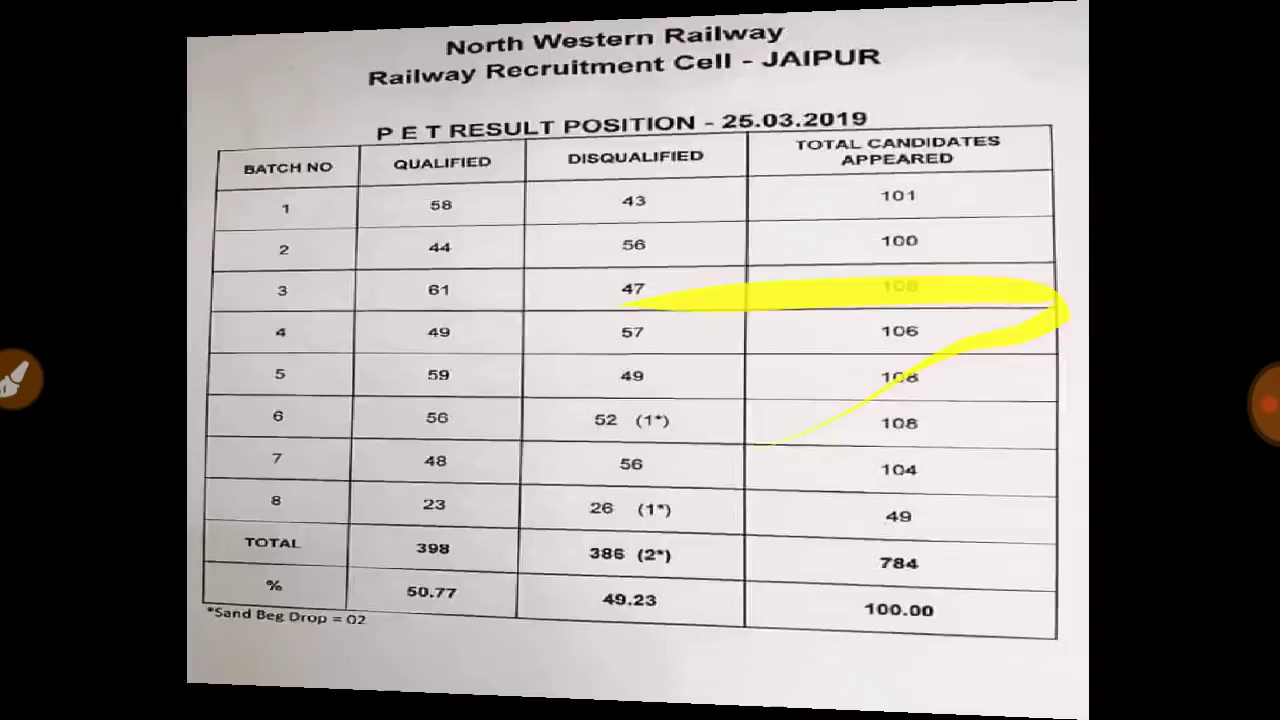 North Western Railway
Railway Recruitment Cell - JAIPUR
P E T RESULT POSITION - 25.03.2019
BATCH NO QUALIFIED DISQUALIFIED TOTAL CANDIDATES APPEARED
1 58 43 101
2 44 56 100
3 61 47 108
4 49 57 106
5 59 49 108
6 56 52 (1*) 108
7 48 56 104
8 23 26 (1*) 49
TOTAL 398 386 (2*) 784
% 50.77 49.23 100.00
*Sand Beg Drop = 02